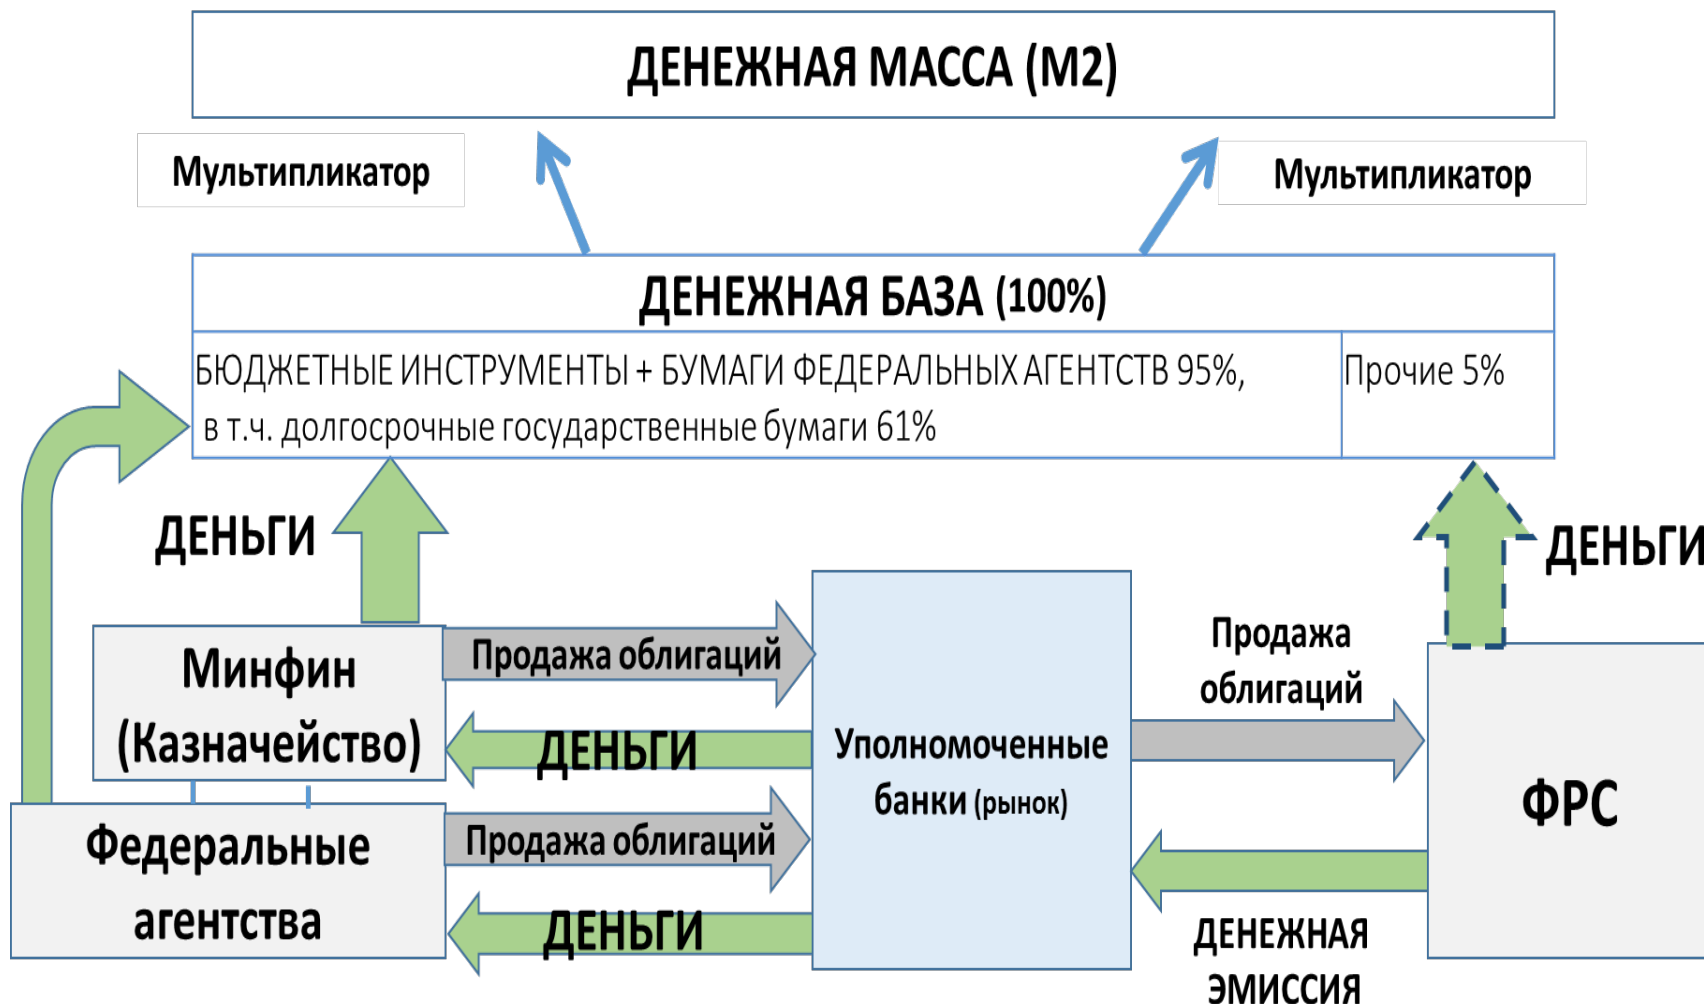 ДЕНЕЖНАЯ МАССА (М2)
Мультипликатор
Мультипликатор
ДЕНЕЖНАЯ БАЗА (100%)
БЮДЖЕТНЫЕ ИНСТРУМЕНТЫ + БУМАГИ ФЕДЕРАЛЬНЫХ АГЕНТСТВ 95%,
в т.ч. долгосрочные государственные бумаги 61%
Прочие 5%
ДЕНЬГИ
ДЕНЬГИ
Минфин
(Казначейство)
Продажа облигаций
ДЕНЬГИ
Федеральные
агентства
Продажа облигаций
ДЕНЬГИ
Уполномоченные
банки (рынок)
Продажа
облигаций
ФРС
ДЕНЕЖНАЯ
ЭМИССИЯ